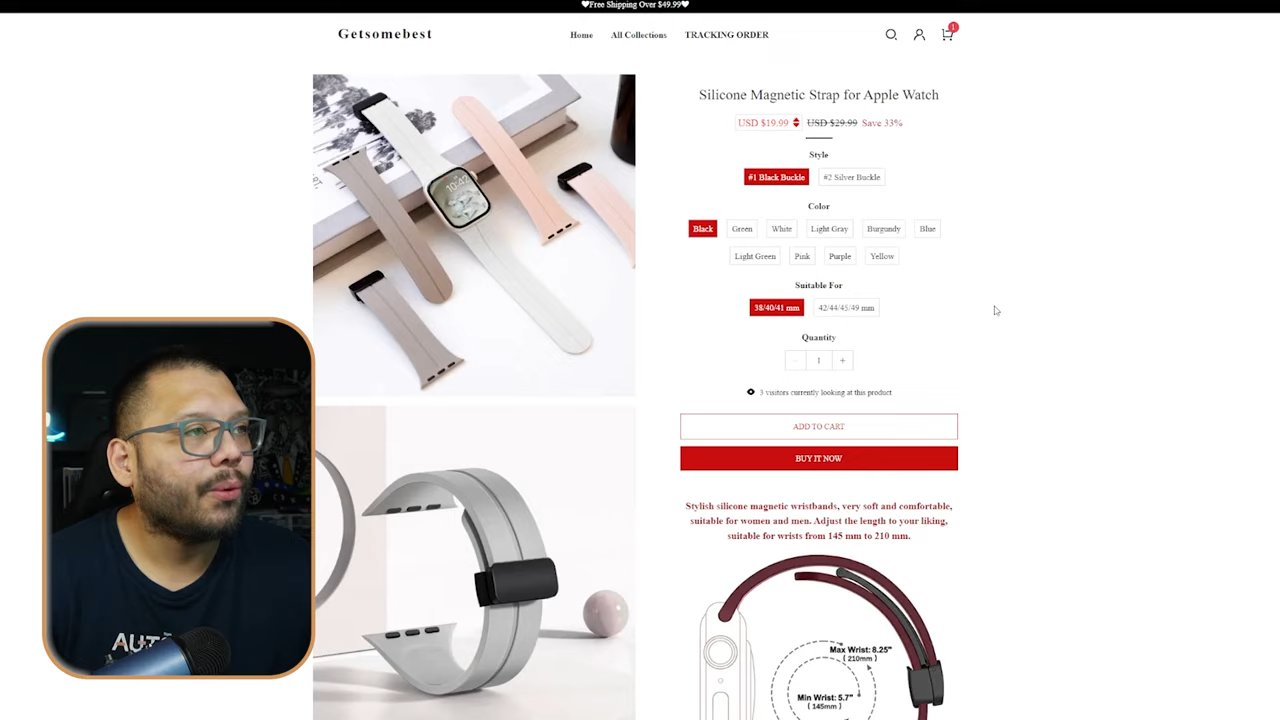 ♥Free Shipping Over $49.99♥
Getsomebest
Home
All Collections
TRACKING ORDER
1
Silicone Magnetic Strap for Apple Watch
USD $19.99
USD $29.99
Save 33%
Style
#1 Black Buckle
#2 Silver Buckle
Color
Black
Green
White
Light Gray
Burgundy
Blue
Light Green
Pink
Purple
Yellow
Suitable For
38/40/41 mm
42/44/45/49 mm
Quantity
- 1 +
3 visitors currently looking at this product
ADD TO CART
BUY IT NOW
Stylish silicone magnetic wristbands, very soft and comfortable,
suitable for women and men. Adjust the length to your liking,
suitable for wrists from 145 mm to 210 mm.
Max Wrist: 8.25"
(210mm)
Min Wrist: 5.7"
(145mm)
10:42